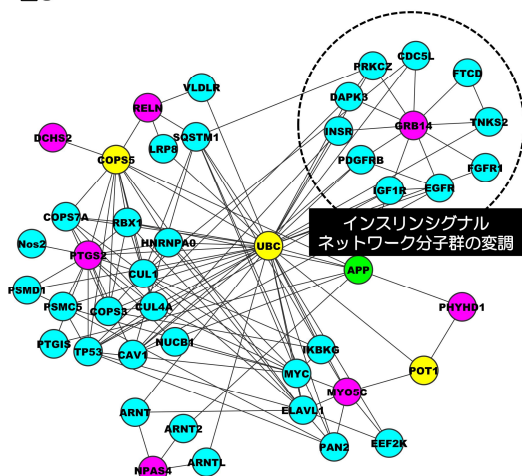 CDC5L
PRKCZ
FTCD
VLDLR
DAPK3
RELN
TNKS2
GRB14
INSR
DCHS2
SQSTM1
LRP8
COPS5
PDGFRB
FGFR1
IGF1R
EGFR
インスリンシグナル
ネットワーク分子群の変調
COPS7A
RBX1
Nos2
HNRNPA0
UBC
PTGS2
APP
CUL1
PSMD1
PSMC5
COPS3
CUL4A
PHYHD1
PTGIS
TP53
NUCB1
CAV1
IKBKG
MYC
POT1
MYO5C
ARNT
ELAVL1
ARNT2
PAN2
EEF2K
NPAS4
ARNTL